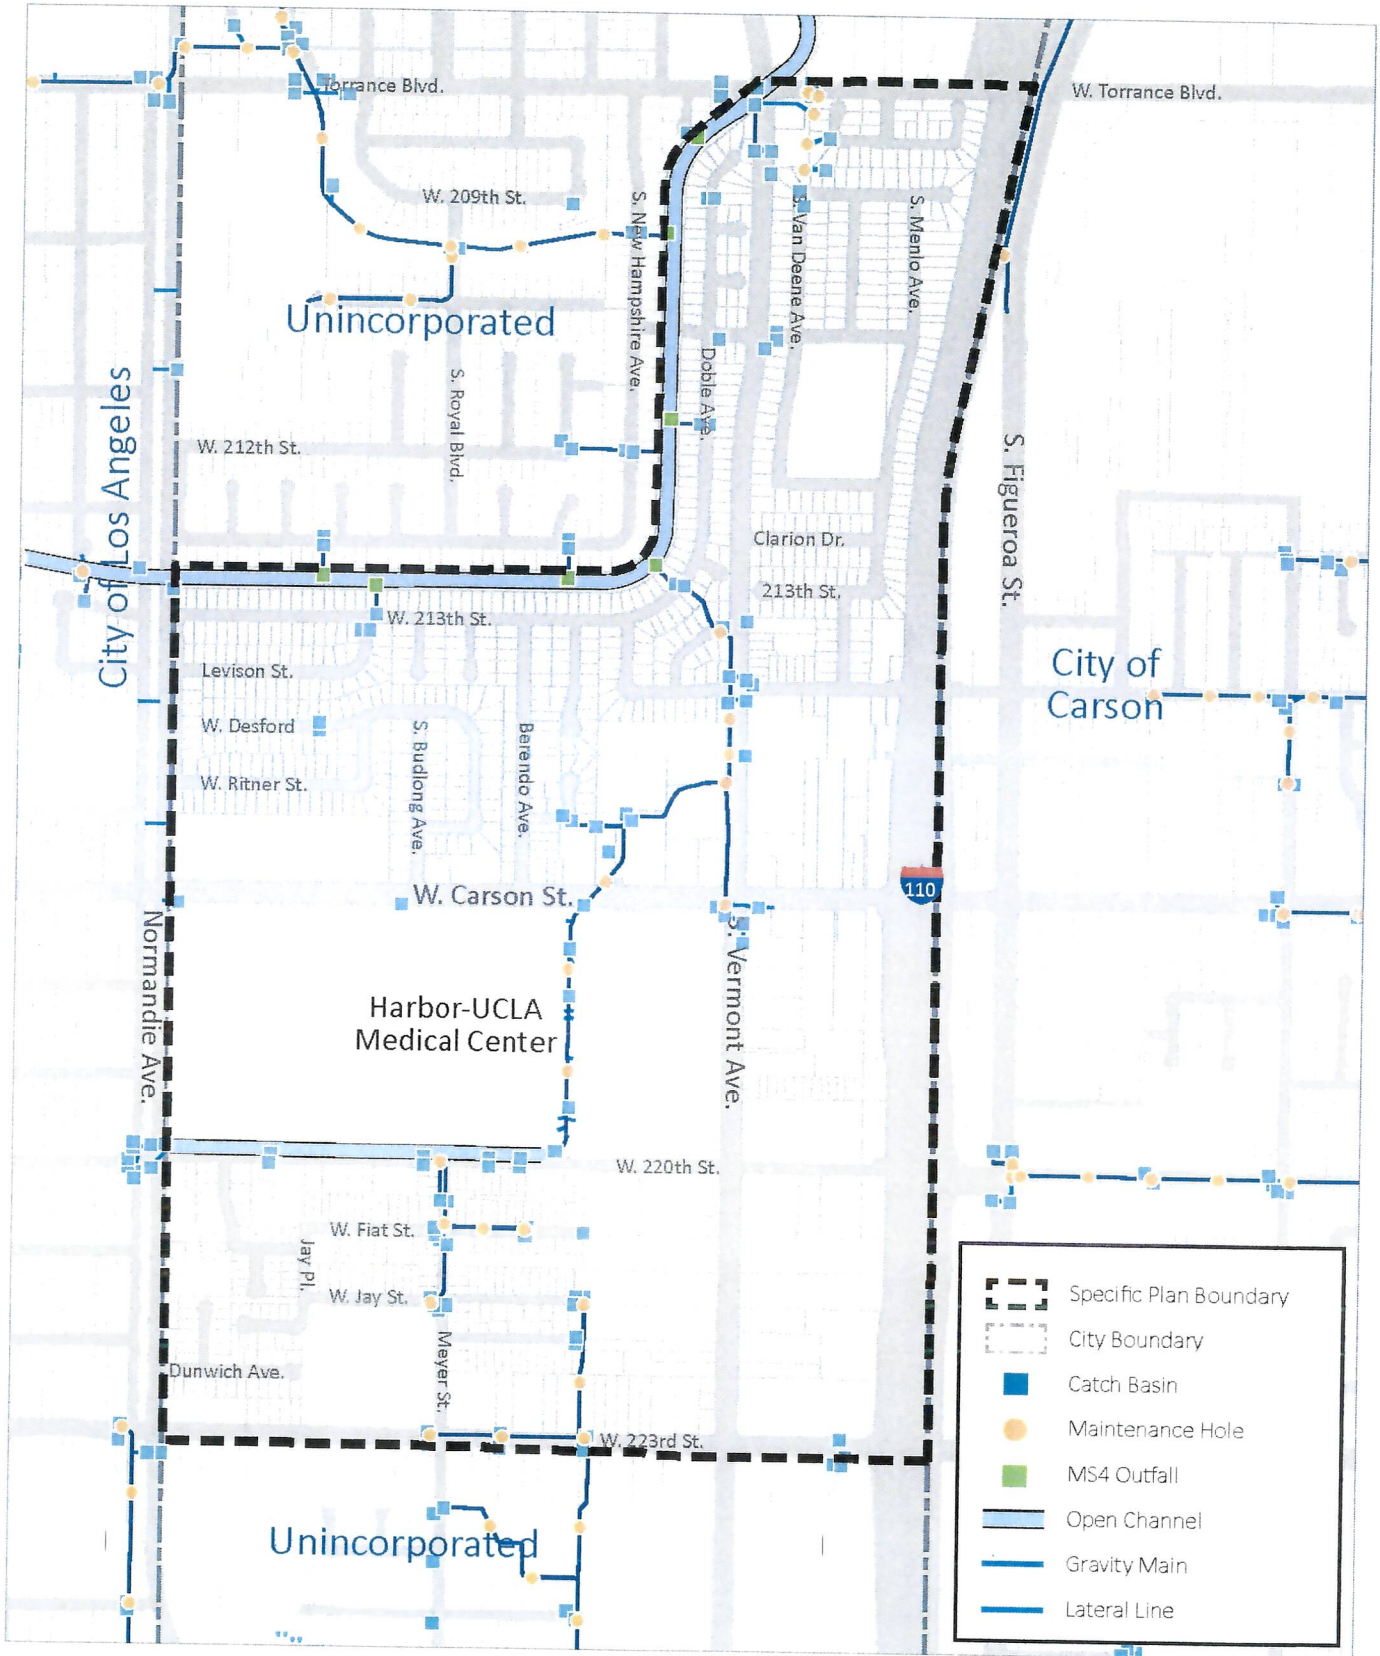 Torrance Blvd.
W. Torrance Blvd.
W. 209th St.
S. New Hampshire Ave.
S. Van Deene Ave.
S. Menlo Ave.
Unincorporated
Doble Ave.
S. Royal Blvd.
City of Los Angeles
W. 212th St.
S. Figueroa St.
Clarion Dr.
213th St.
W. 213th St.
Levison St.
City of
Carson
W. Desford
S. Budlong Ave.
Berendo Ave.
W. Ritner St.
W. Carson St.
110
Normandie Ave.
S. Vermont Ave.
Harbor-UCLA
Medical Center
W. 220th St.
W. Fiat St.
Jay Pl.
W. Jay St.
Meyer St.
Dunwich Ave.
W. 223rd St.
Unincorporated
Specific Plan Boundary
City Boundary
Catch Basin
Maintenance Hole
MS4 Outfall
Open Channel
Gravity Main
Lateral Line